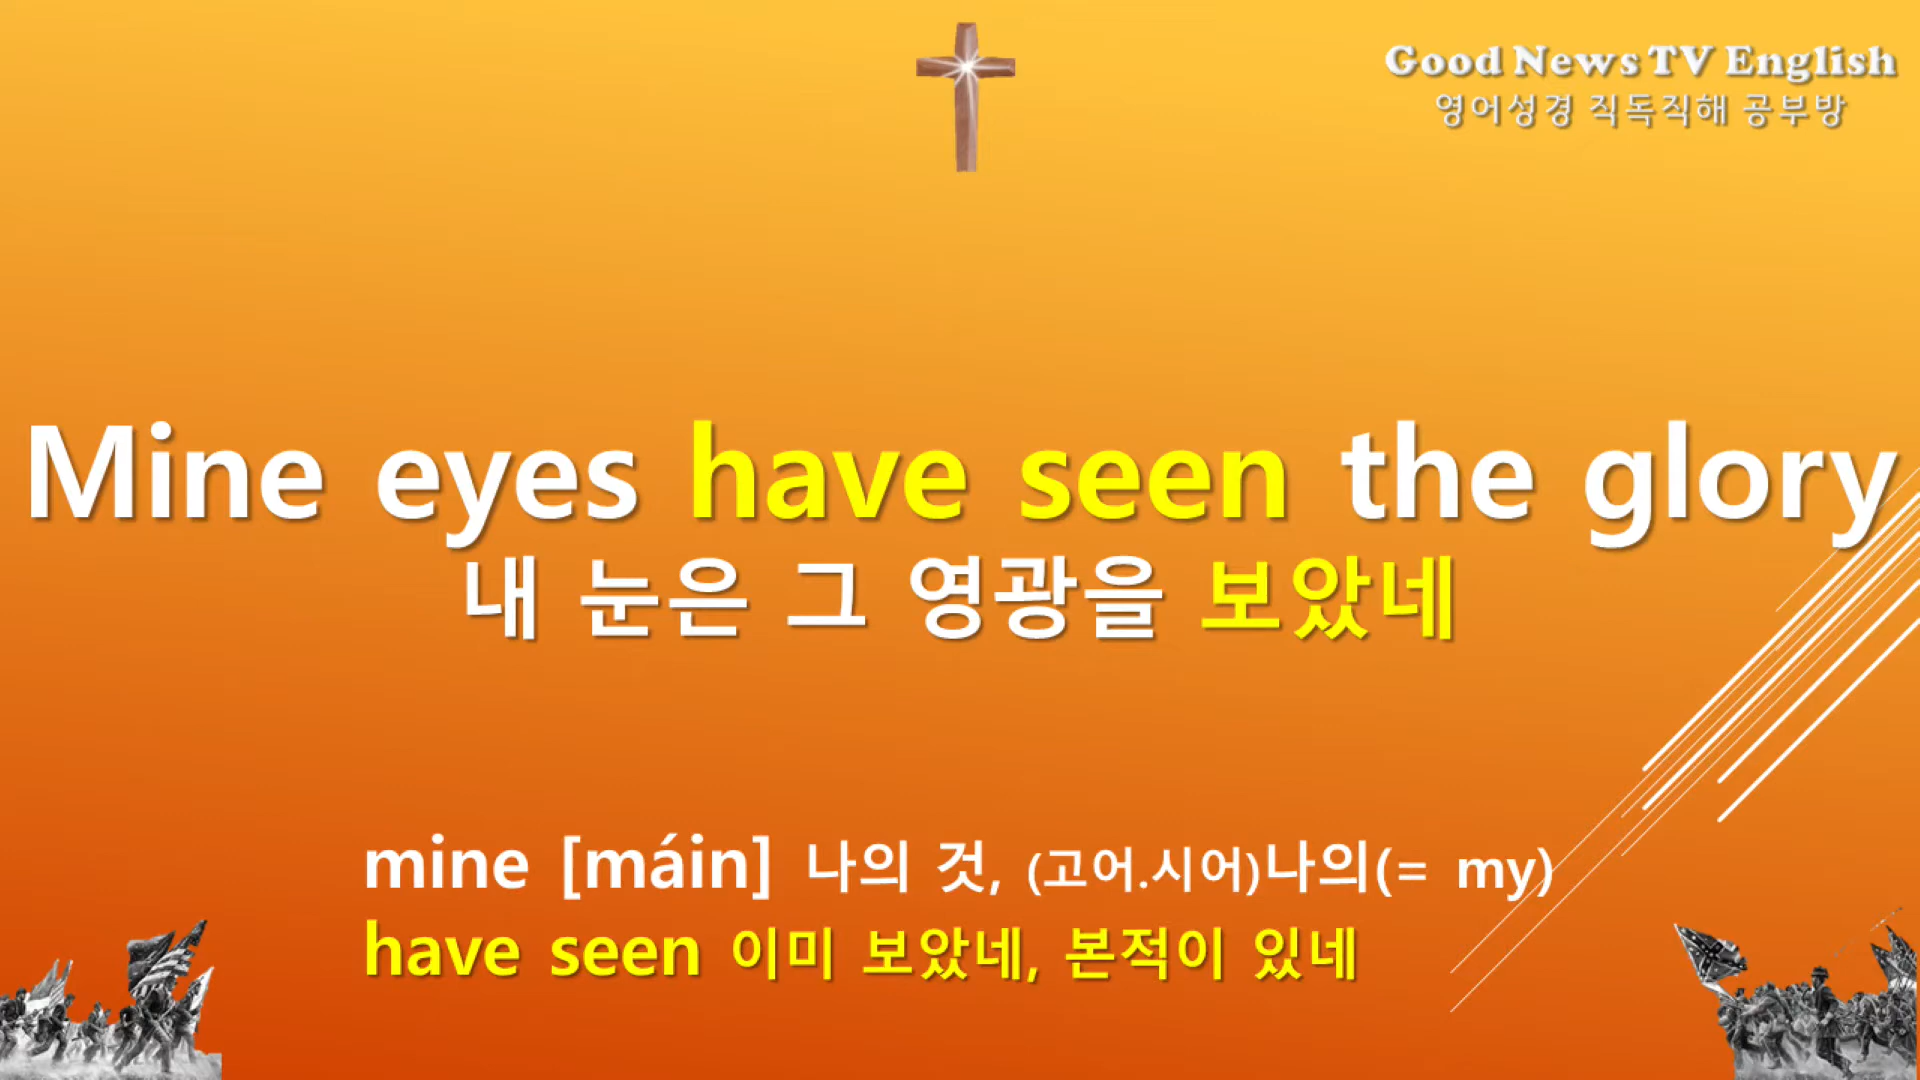 Good News TV English
영어성경 직독직해 공부방
Mine eyes have seen the glory
내 눈은 그 영광을 보았네
mine [máin] 나의 것, (고어.시어)나의(= my)
have seen 이미 보았네, 본적이 있네